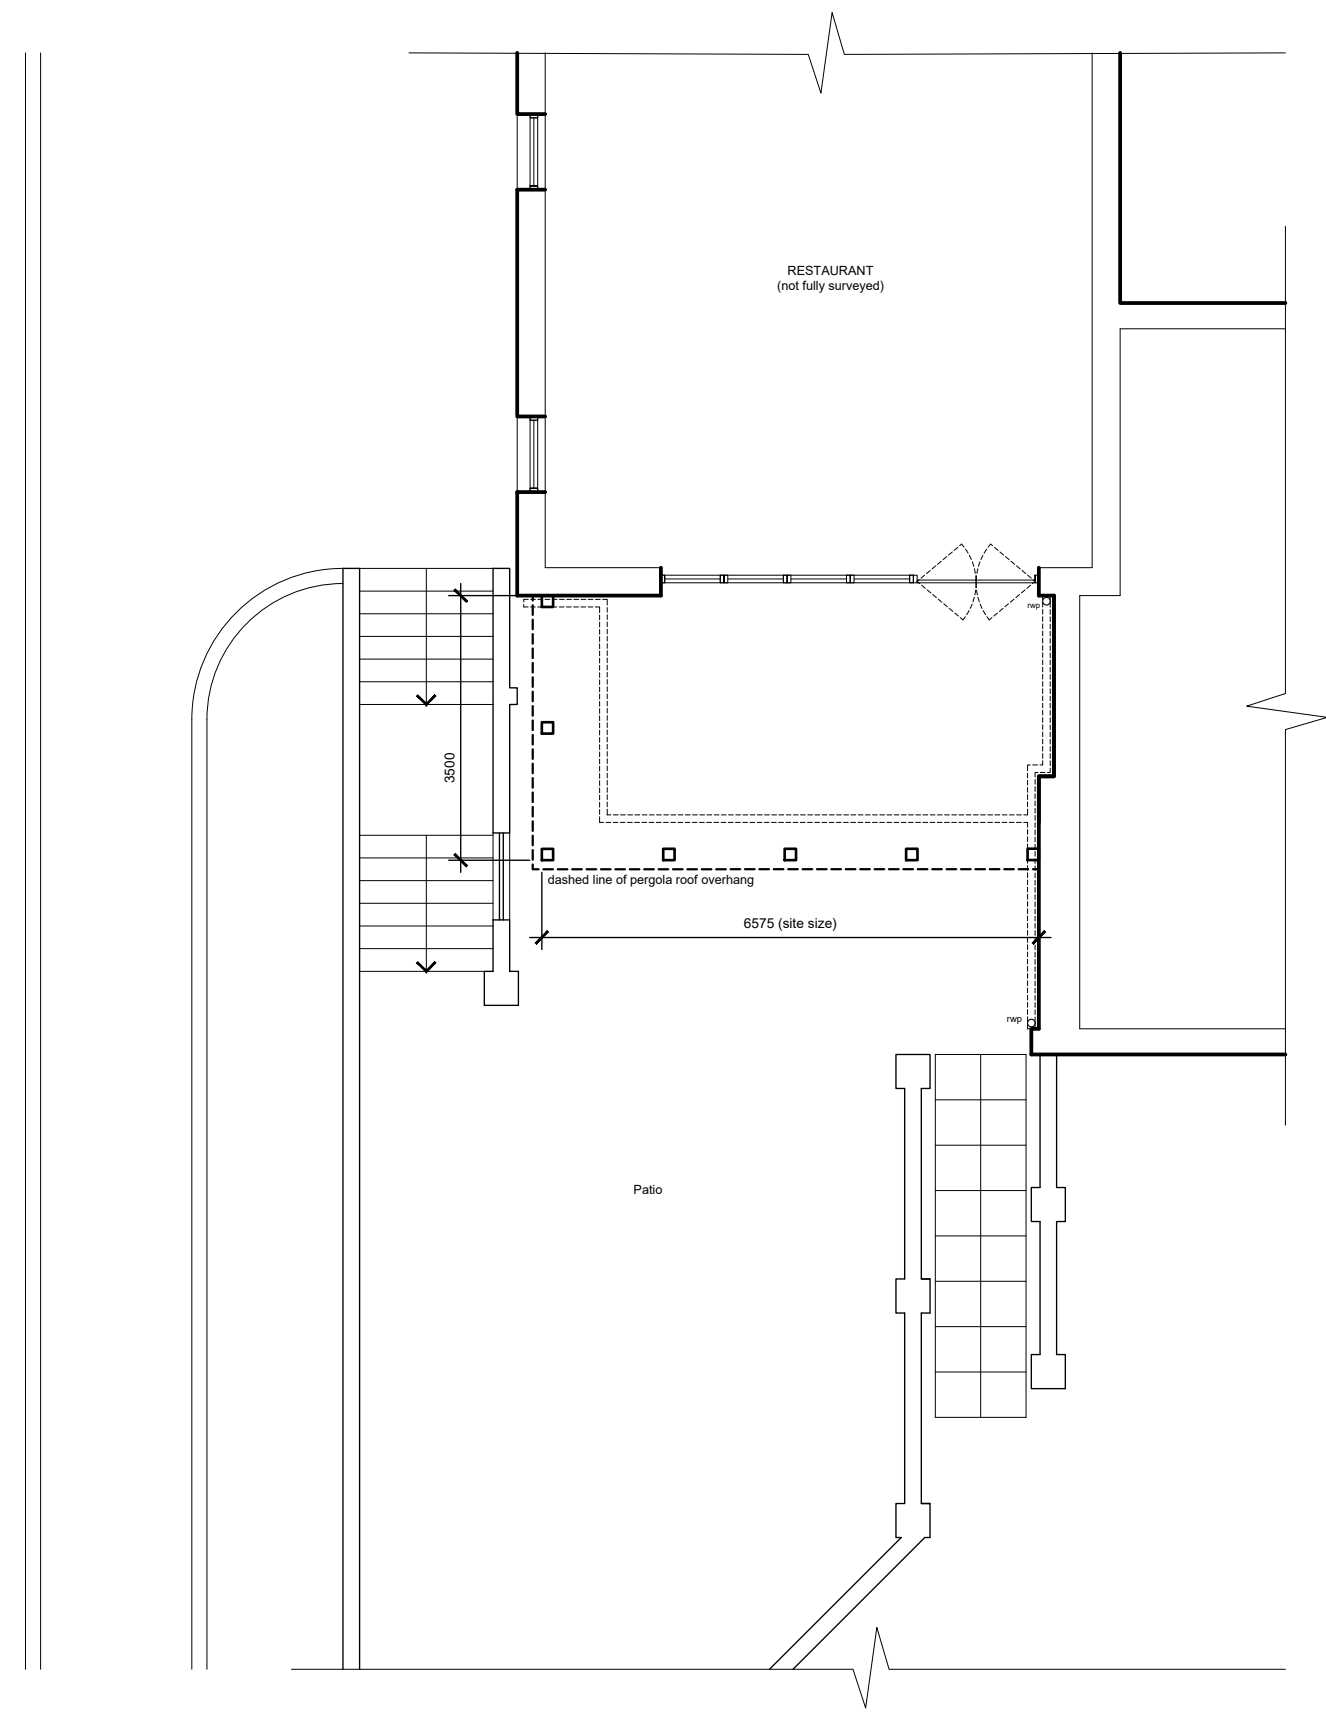 RESTAURANT
(not fully surveyed)
rwp
3500
dashed line of pergola roof overhang
6575 (site size)
rwp
Patio